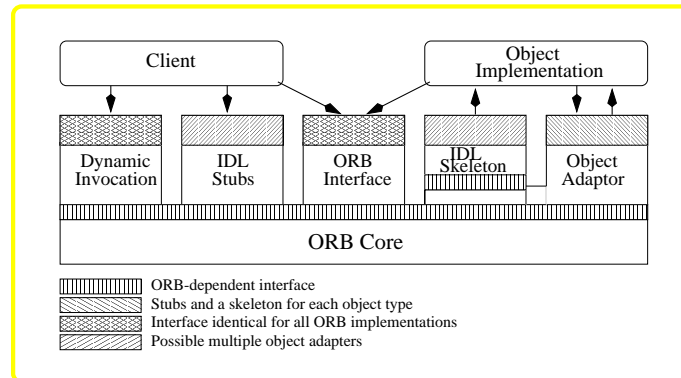 Client
Object
Implementation
Dynamic
Invocation
IDL
Stubs
ORB
Interface
IDL
Skeleton
Object
Adaptor
ORB Core
ORB-dependent interface
Stubs and a skeleton for each object type
Interface identical for all ORB implementations
Possible multiple object adapters